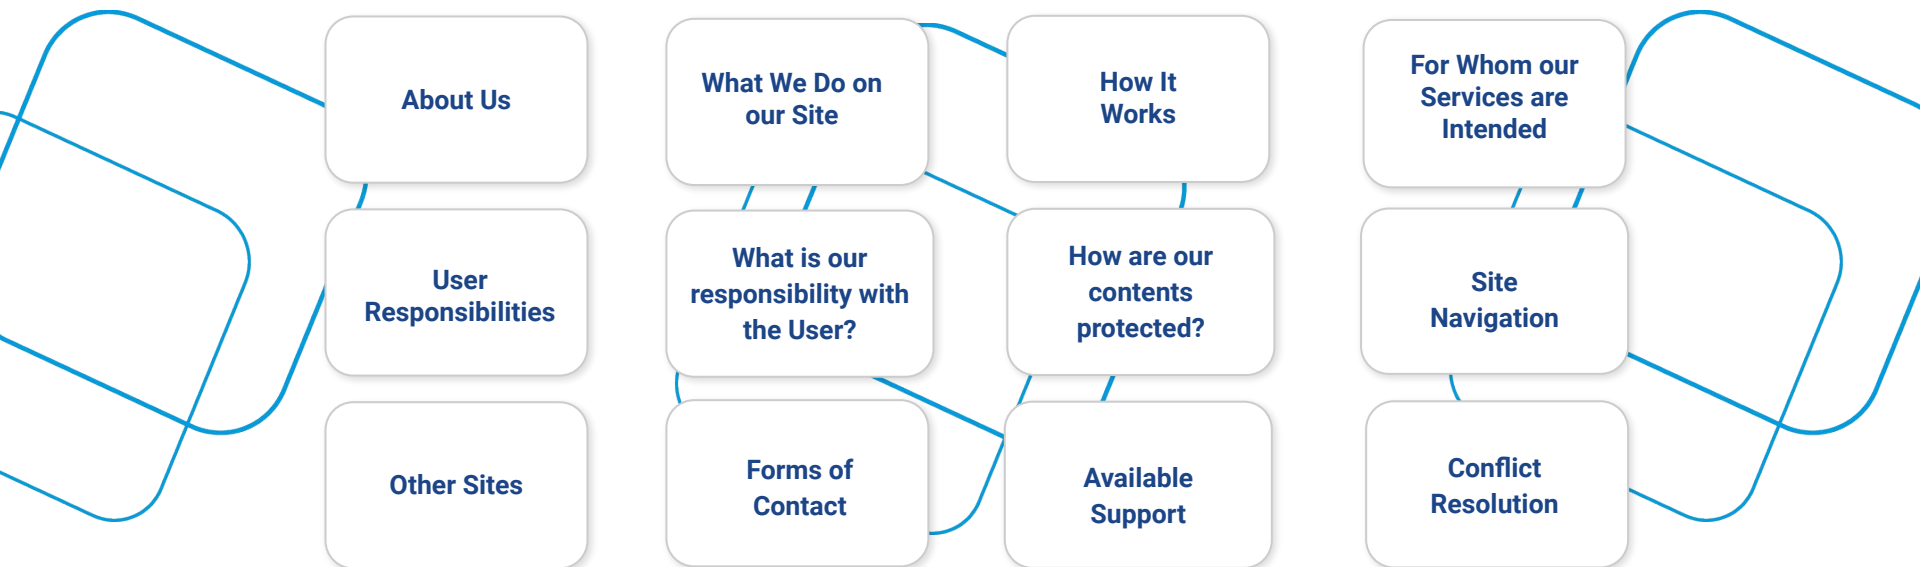 About Us
What We Do on
our Site
How It
Works
For Whom our
Services are
Intended
User
Responsibilities
What is our
responsibility with
the User?
How are our
contents
protected?
Site
Navigation
Other Sites
Forms of
Contact
Available
Support
Conflict
Resolution